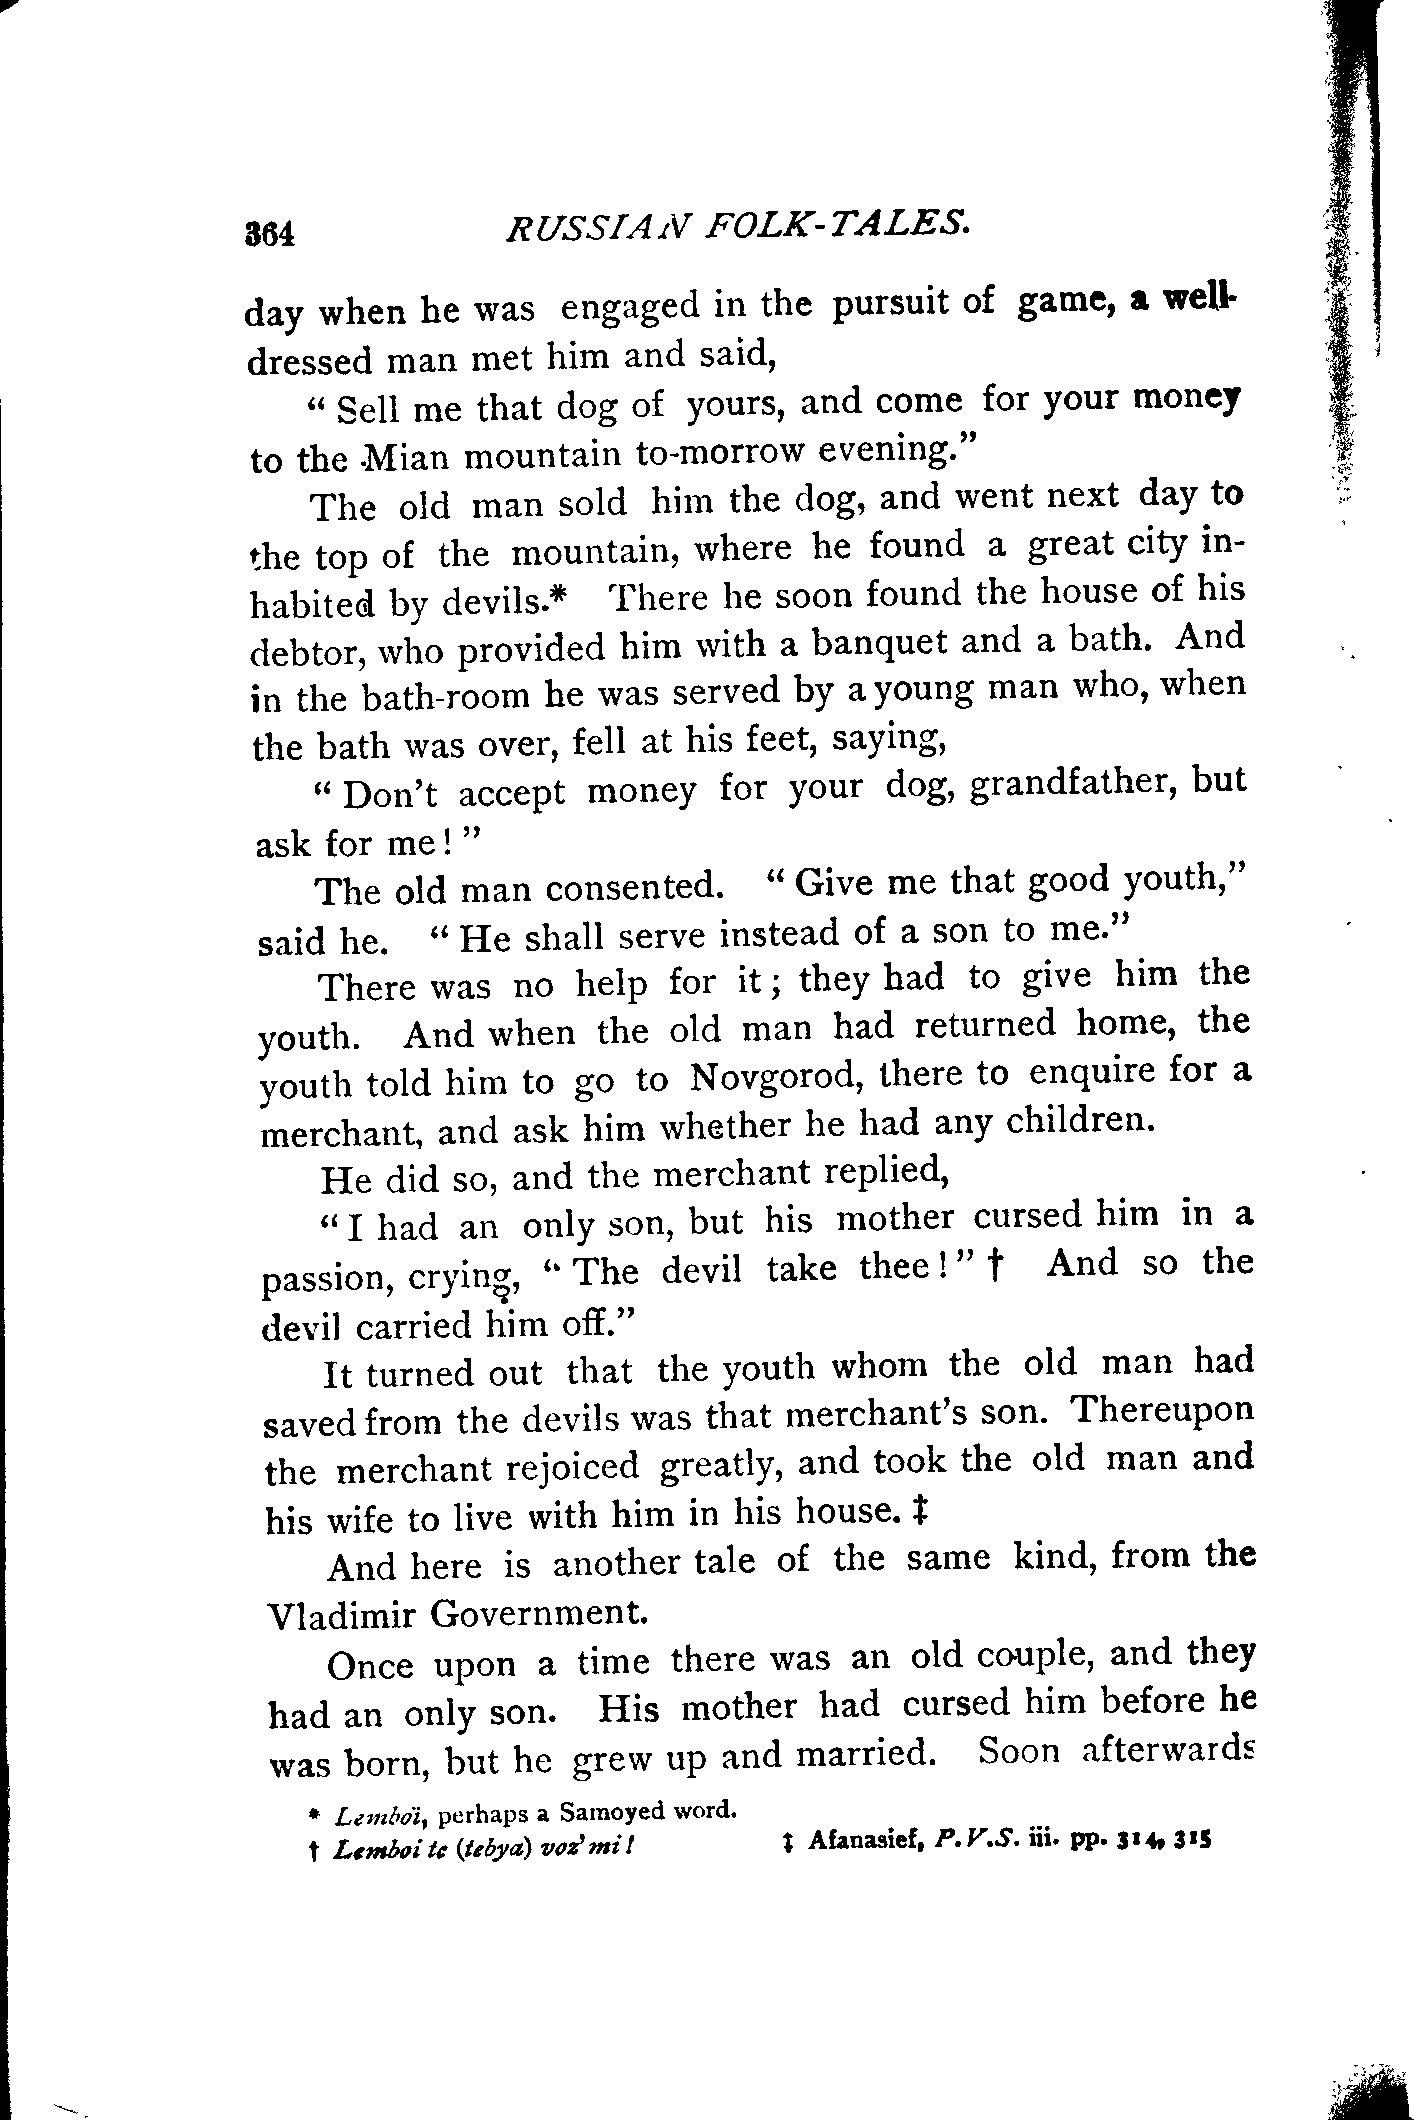 364 RUSSIAN FOLK-TALES.
day when he was engaged in the pursuit of game, a well-
dressed man met him and said,
" Sell me that dog of yours, and come for your money
to the Mian mountain to-morrow evening."
The old man sold him the dog, and went next day to
the top of the mountain, where he found a great city in-
habited by devils.* There he soon found the house of his
debtor, who provided him with a banquet and a bath. And
in the bath-room he was served by a young man who, when
the bath was over, fell at his feet, saying,
" Don't accept money for your dog, grandfather, but
ask for me! "
The old man consented. " Give me that good youth,"
said he. " He shall serve instead of a son to me."
There was no help for it; they had to give him the
youth. And when the old man had returned home, the
youth told him to go to Novgorod, there to enquire for a
merchant, and ask him whether he had any children.
He did so, and the merchant replied,
" I had an only son, but his mother cursed him in a
passion, crying, " The devil take thee! " † And so the
devil carried him off."
It turned out that the youth whom the old man had
saved from the devils was that merchant's son. Thereupon
the merchant rejoiced greatly, and took the old man and
his wife to live with him in his house. ‡
And here is another tale of the same kind, from the
Vladimir Government.
Once upon a time there was an old couple, and they
had an only son. His mother had cursed him before he
was born, but he grew up and married. Soon afterwards
* Lemboï, perhaps a Samoyed word.
† Lemboi te (tebya) voz'mi! ‡ Afanasief, P.V.S. iii. pp. 314, 315